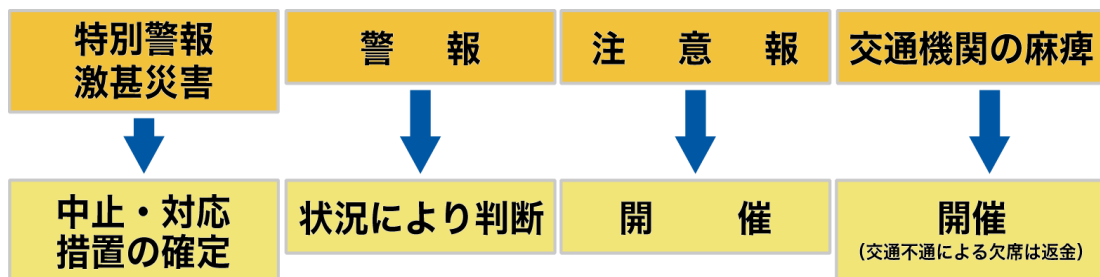 特別警報
激甚災害
警報
注意報
交通機関の麻痺
中止・対応
措置の確定
状況により判断
開催
開催
(交通不通による欠席は返金)